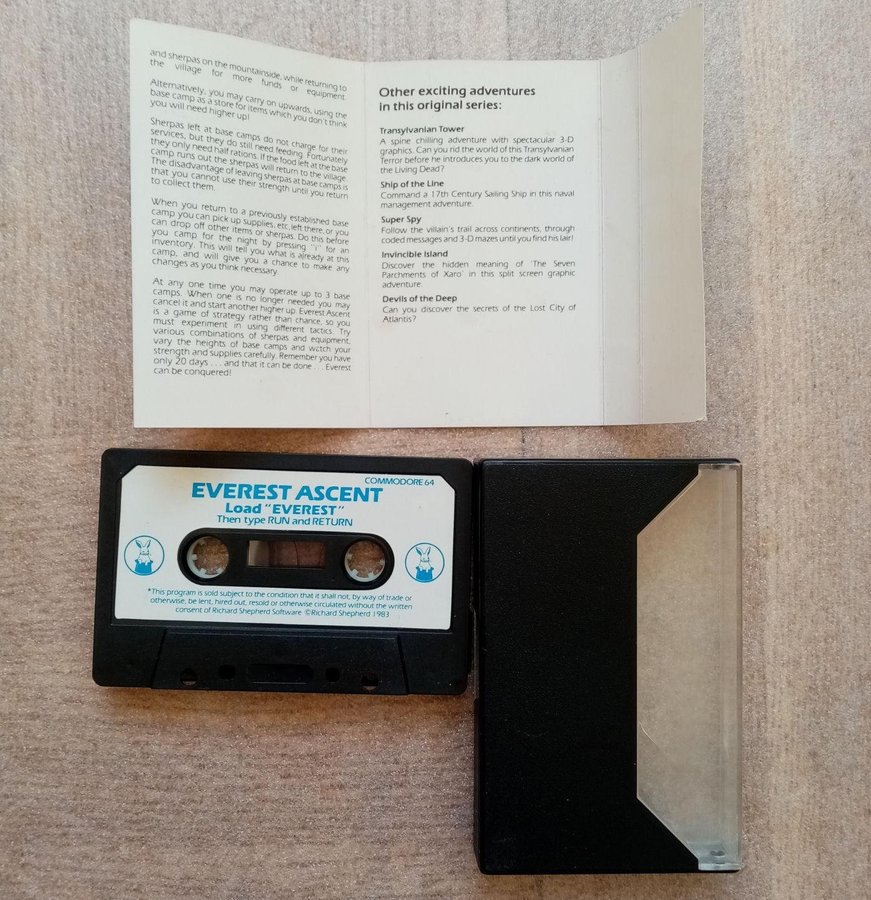 and sherpas on the mountainside, while returning to
the village for more funds or equipment.
Alternatively, you may carry on upwards, using the
base camp as a store for items which you don't think
you will need higher up!
Sherpas left at base camps do not charge for their
services, but they do still need feeding. Fortunately
they only need half rations. If the food left at the base
camp runs out the sherpas will return to the village.
The disadvantage of leaving sherpas at base camps is
that you cannot use their strength until you return
to collect them.
When you return to a previously established base
camp you can pick up supplies, etc, left there, or you
can drop off other items or sherpas. Do this before
you camp for the night by pressing "i" for an
inventory. This will tell you what is already at this
camp, and will give you a chance to make any
changes as you think necessary.
At any one time you may operate up to 3 base
camps. When one is no longer needed you may
cancel it and start another higher up. Everest Ascent
is a game of strategy rather than chance, so you
must experiment in using different tactics. Try
various combinations of sherpas and equipment,
vary the heights of base camps and watch your
strength and supplies carefully. Remember you have
only 20 days . . . and that it can be done . . . Everest
can be conquered!
Other exciting adventures
in this original series:
Transylvanian Tower
A spine chilling adventure with spectacular 3-D
graphics. Can you rid the world of this Transylvanian
Terror before he introduces you to the dark world of
the Living Dead?
Ship of the Line
Command a 17th Century Sailing Ship in this naval
management adventure.
Super Spy
Follow the villain's trail across continents, through
coded messages and 3-D mazes until you find his lair!
Invincible Island
Discover the hidden meaning of 'The Seven
Parchments of Xaro' in this split screen graphic
adventure.
Devils of the Deep
Can you discover the secrets of the Lost City of
Atlantis?
COMMODORE 64
EVEREST ASCENT
Load "EVEREST"
Then type RUN and RETURN
*This program is sold subject to the condition that it shall not, by way of trade or
otherwise, be lent, hired out, resold or otherwise circulated without the written
consent of Richard Shepherd Software. ©Richard Shepherd 1983